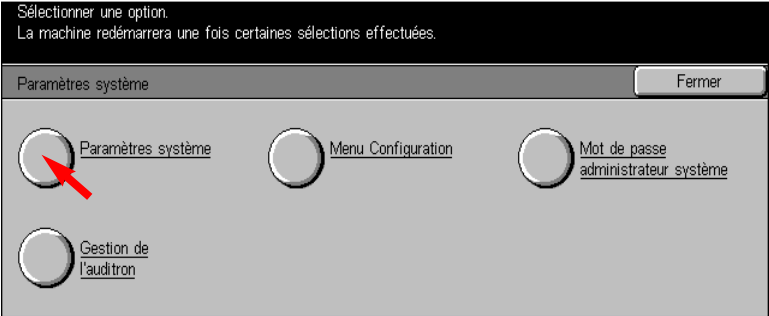 Sélectionner une option.
La machine redémarrera une fois certaines sélections effectuées.
Paramètres système
Fermer
Paramètres système
Menu Configuration
Mot de passe
administrateur système
Gestion de
l'auditron